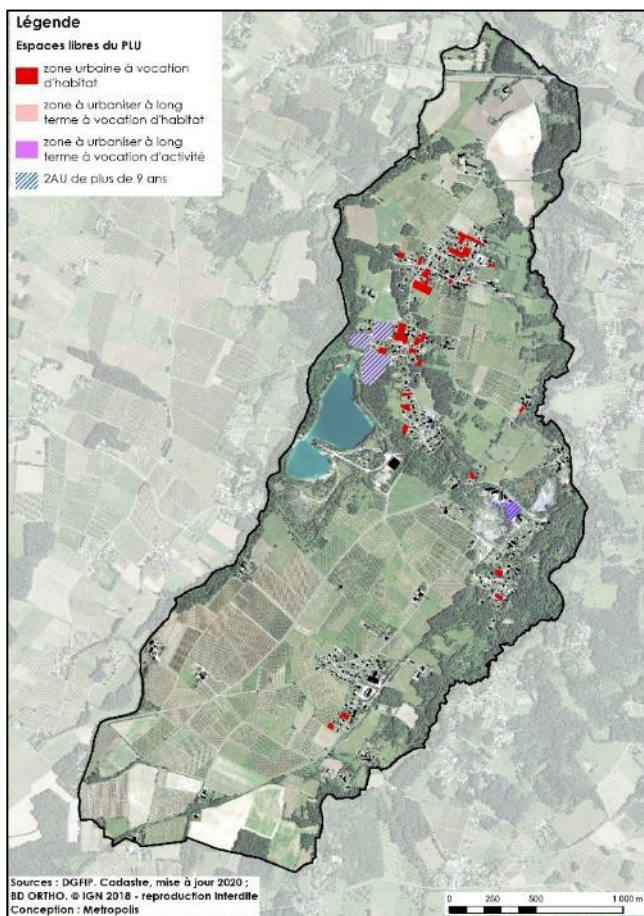 Légende
Espaces libres du PLU
zone urbaine à vocation
d'habitat
zone à urbaniser à long
terme à vocation d'habitat
zone à urbaniser à long
terme à vocation d'activité
2AU de plus de 9 ans
Sources : DGFIP. Cadastre, mise à jour 2020 ;
BD ORTHO. © IGN 2018 - reproduction interdite
Conception : Metropolis
0 250 500 1 000 m